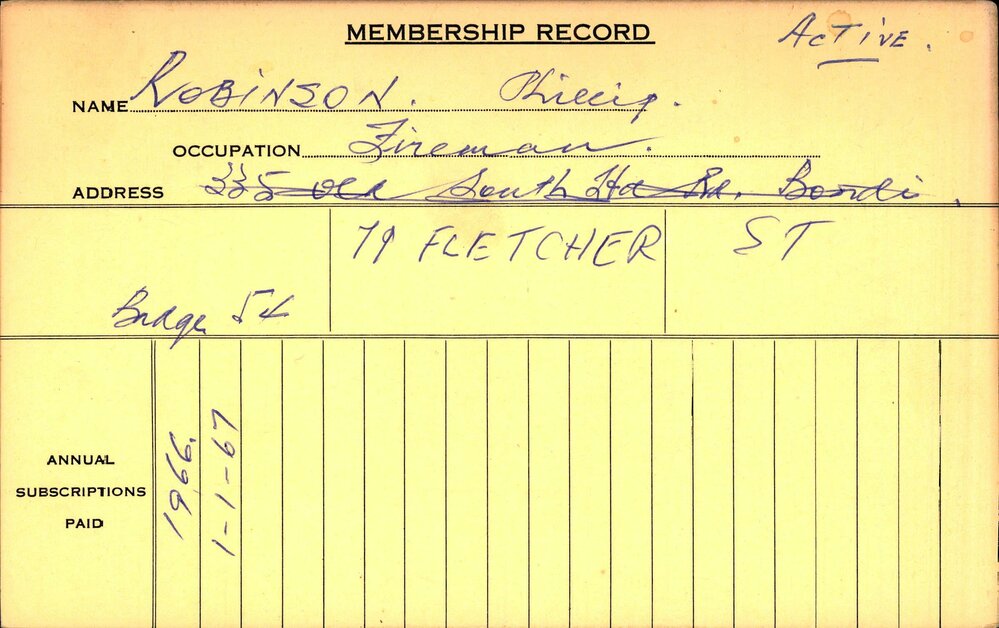 MEMBERSHIP RECORD Active.
NAME ROBINSON. Phillip.
OCCUPATION Fireman.
ADDRESS 335 Old South Hd Rd. Bondi.
79 FLETCHER ST
Badge 54
ANNUAL SUBSCRIPTIONS PAID
1966.
1-1-67